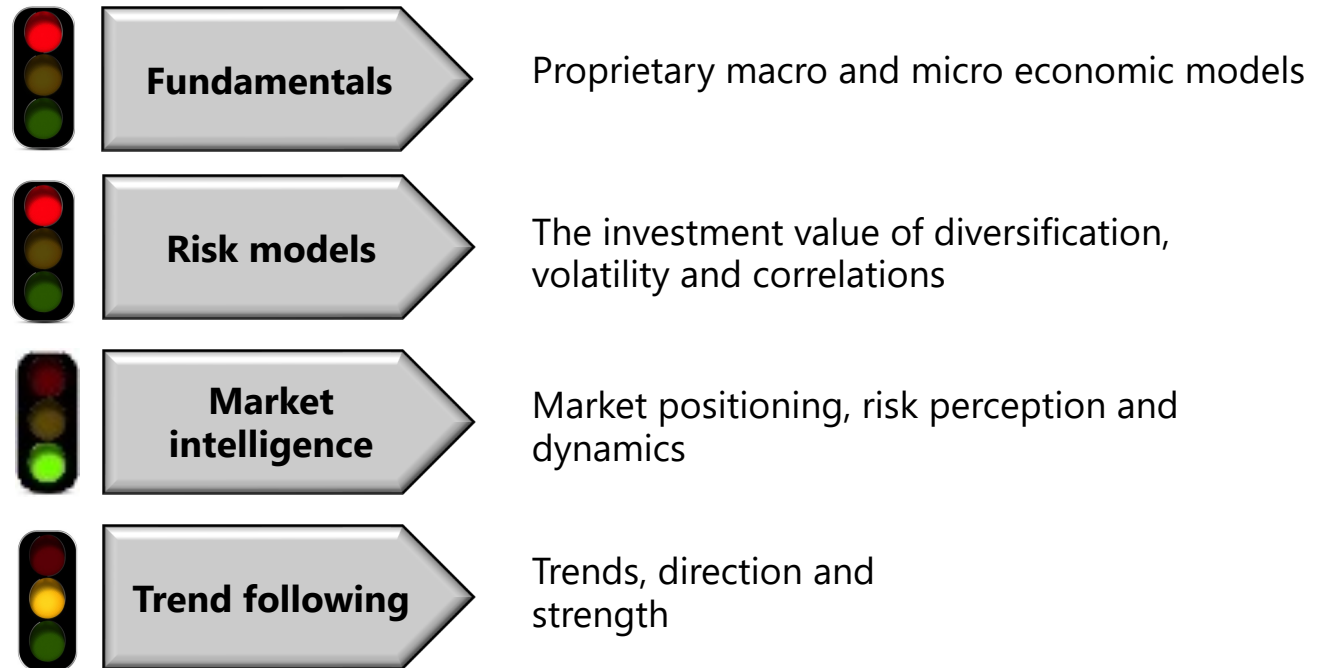 Fundamentals
Proprietary macro and micro economic models
Risk models
The investment value of diversification,
volatility and correlations
Market
intelligence
Market positioning, risk perception and
dynamics
Trend following
Trends, direction and
strength